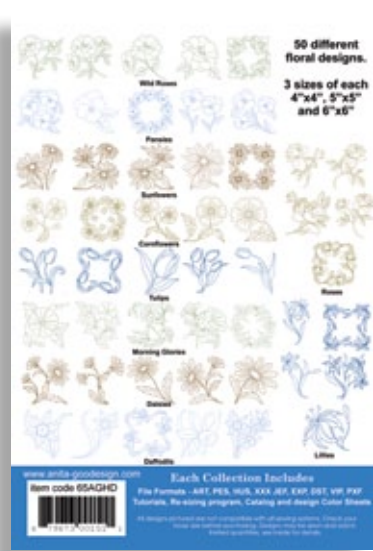 50 different
floral designs.
3 sizes of each
4"x4", 5"x5"
and 6"x6"
Wild Roses
Pansies
Sunflowers
Cornflowers
Roses
Tulips
Morning Glories
Daisies
Lilies
Daffodils
www.anita-goodesign.com
item code 65AGHD
Each Collection Includes
File Formats - ART, PES, HUS, XXX JEF, EXP, DST, VIP, PXF
Tutorials, Re-sizing program, Catalog and design Color Sheets